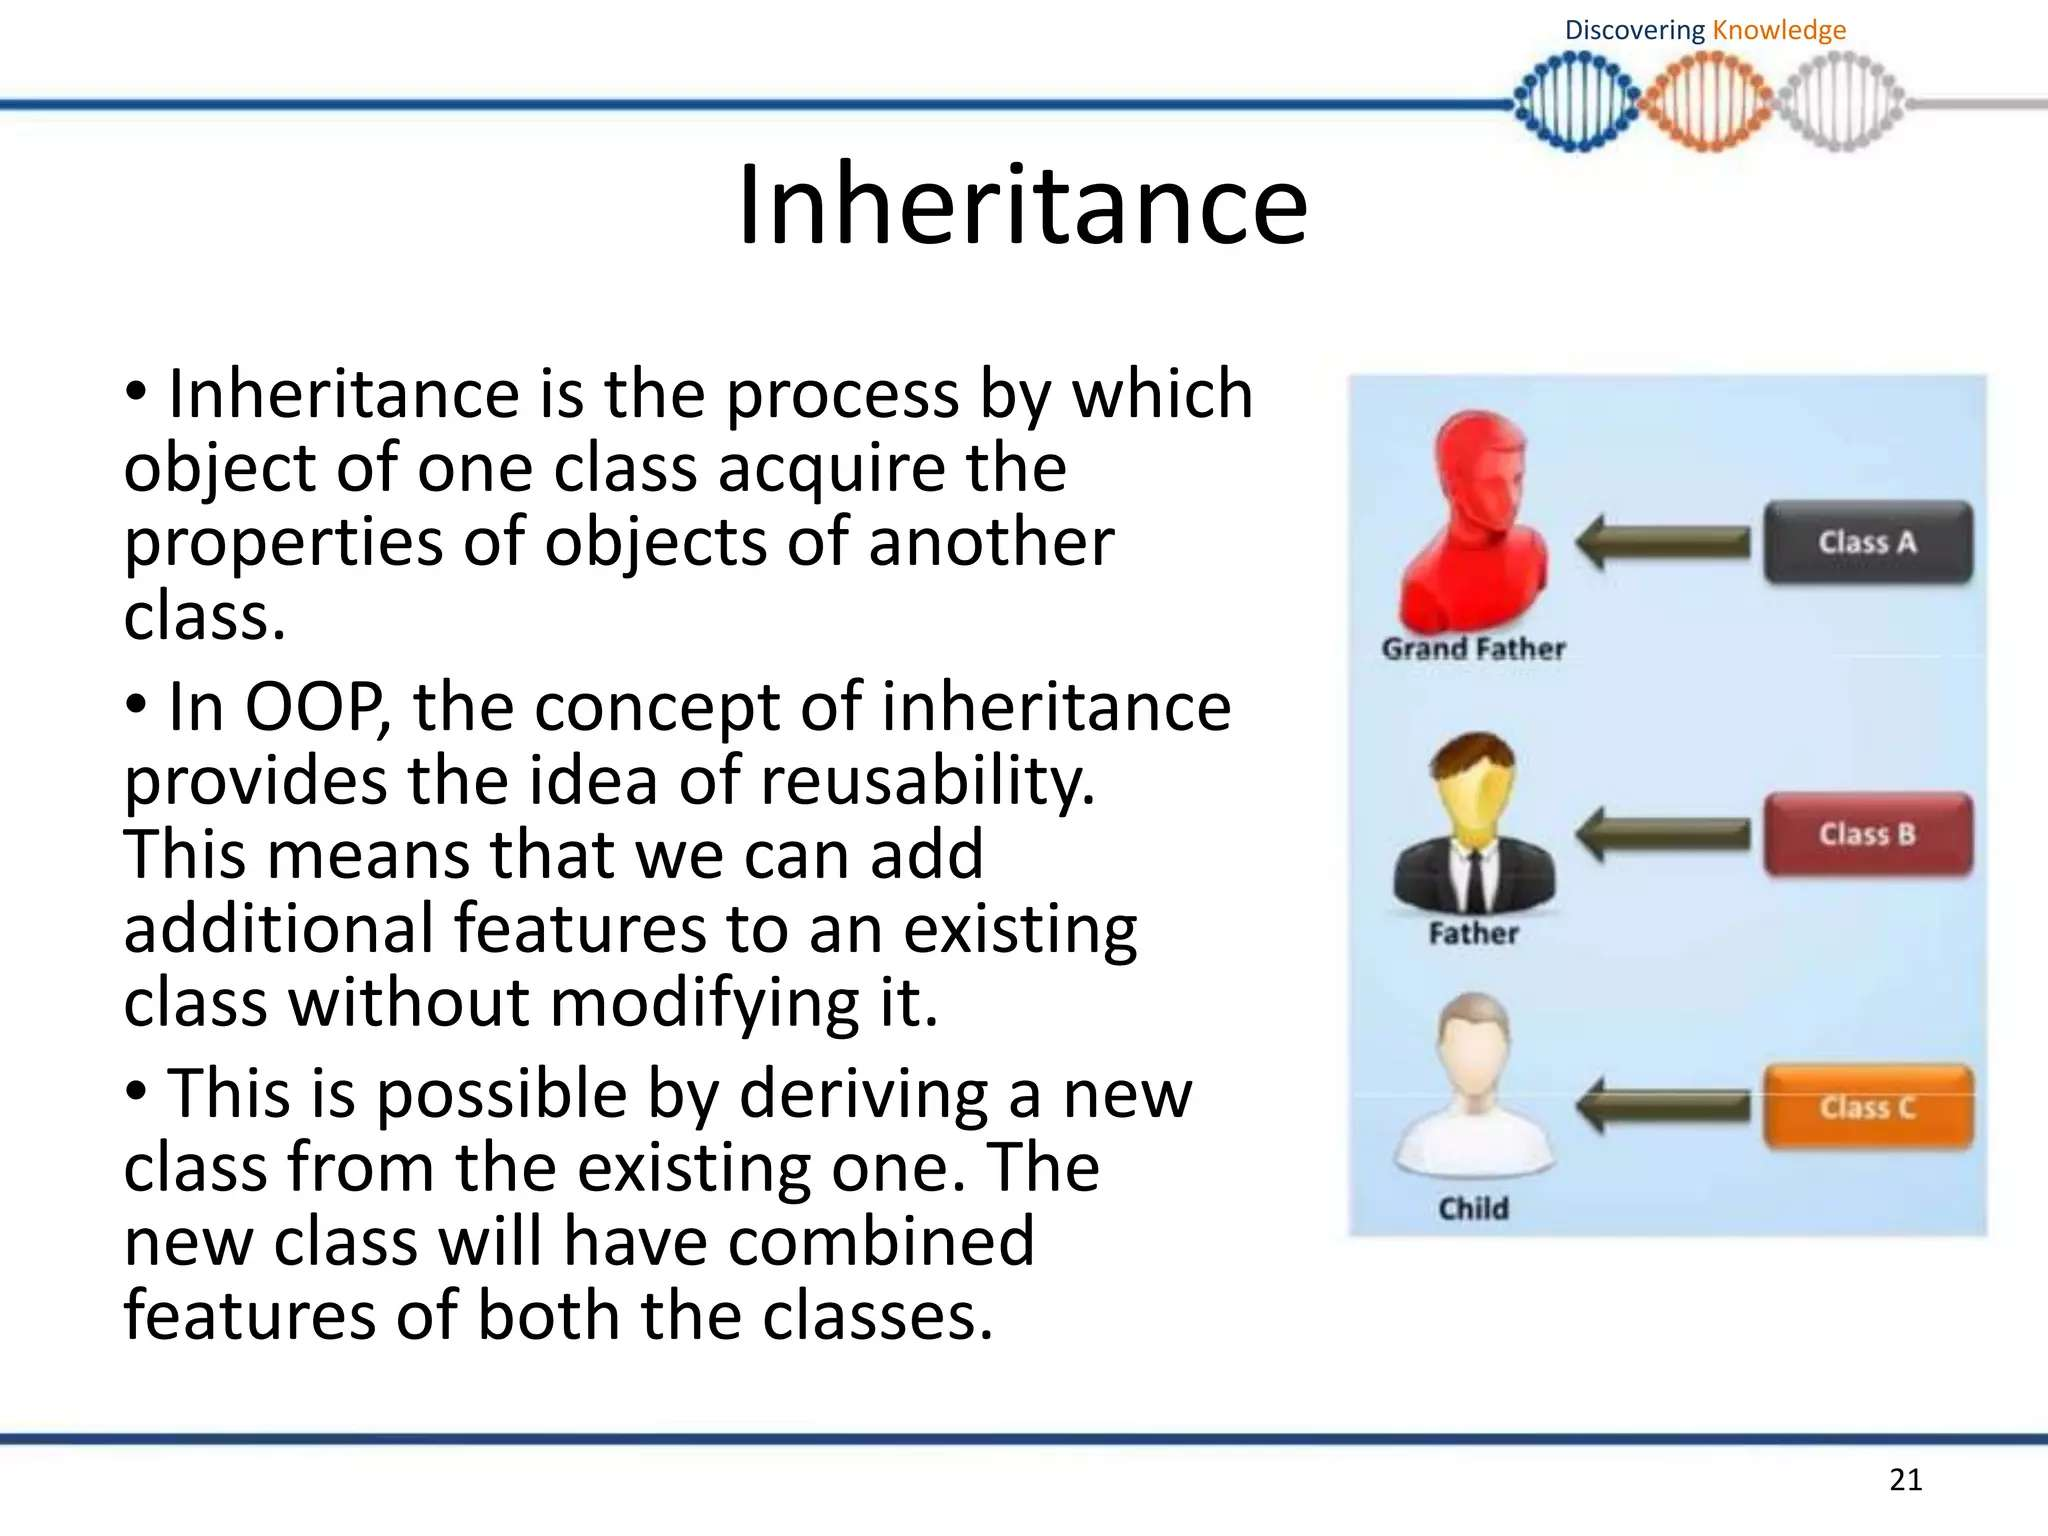 Discovering Knowledge
Inheritance
• Inheritance is the process by which
object of one class acquire the
properties of objects of another
class.
• In OOP, the concept of inheritance
provides the idea of reusability.
This means that we can add
additional features to an existing
class without modifying it.
• This is possible by deriving a new
class from the existing one. The
new class will have combined
features of both the classes.
Class A
Grand Father
Class B
Father
Class C
Child
21